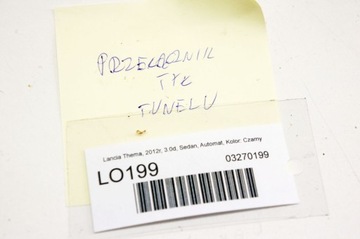 PRZEŁĄCZNIK
TYŁ
TUNELU
Lancia Thema, 2012r, 3.0d, Sedan, Automat, Kolor: Czarny
LO199
03270199